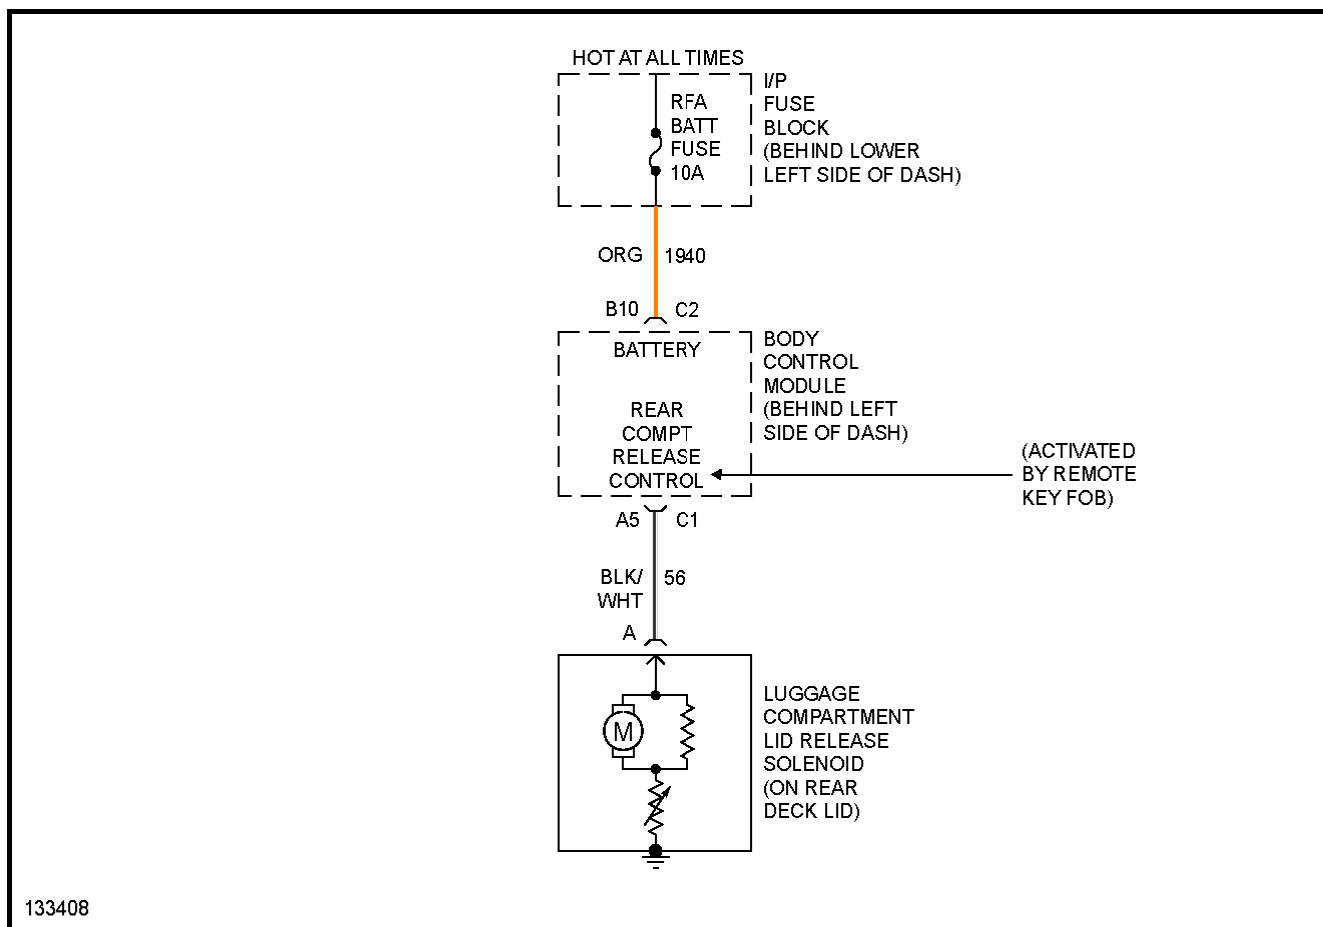 HOT AT ALL TIMES
RFA
BATT
FUSE
10A
I/P
FUSE
BLOCK
(BEHIND LOWER
LEFT SIDE OF DASH)
ORG 1940
B10 C2
BATTERY
REAR
COMPT
RELEASE
CONTROL
BODY
CONTROL
MODULE
(BEHIND LEFT
SIDE OF DASH)
(ACTIVATED
BY REMOTE
KEY FOB)
A5 C1
BLK/ 56
WHT
A
M
LUGGAGE
COMPARTMENT
LID RELEASE
SOLENOID
(ON REAR
DECK LID)
133408